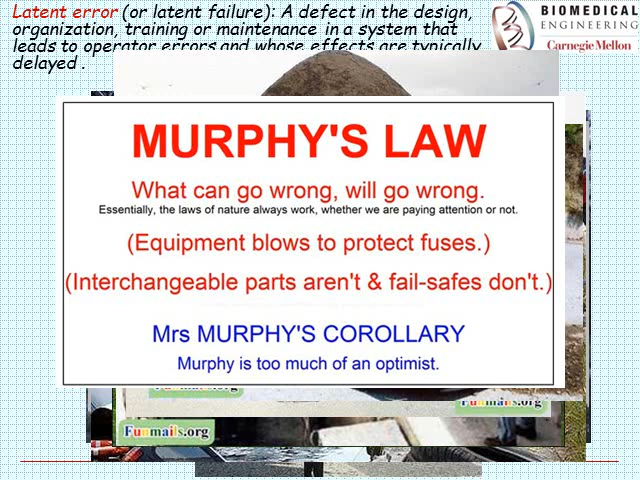 Latent error (or latent failure): A defect in the design,
organization, training or maintenance in a system that
leads to operator errors and whose effects are typically
delayed .
BIOMEDICAL
ENGINEERING
Carnegie Mellon
MURPHY'S LAW
What can go wrong, will go wrong.
Essentially, the laws of nature always work, whether we are paying attention or not.
(Equipment blows to protect fuses.)
(Interchangeable parts aren't & fail-safes don't.)
Mrs MURPHY'S COROLLARY
Murphy is too much of an optimist.
Funmails.org
Funmails.org